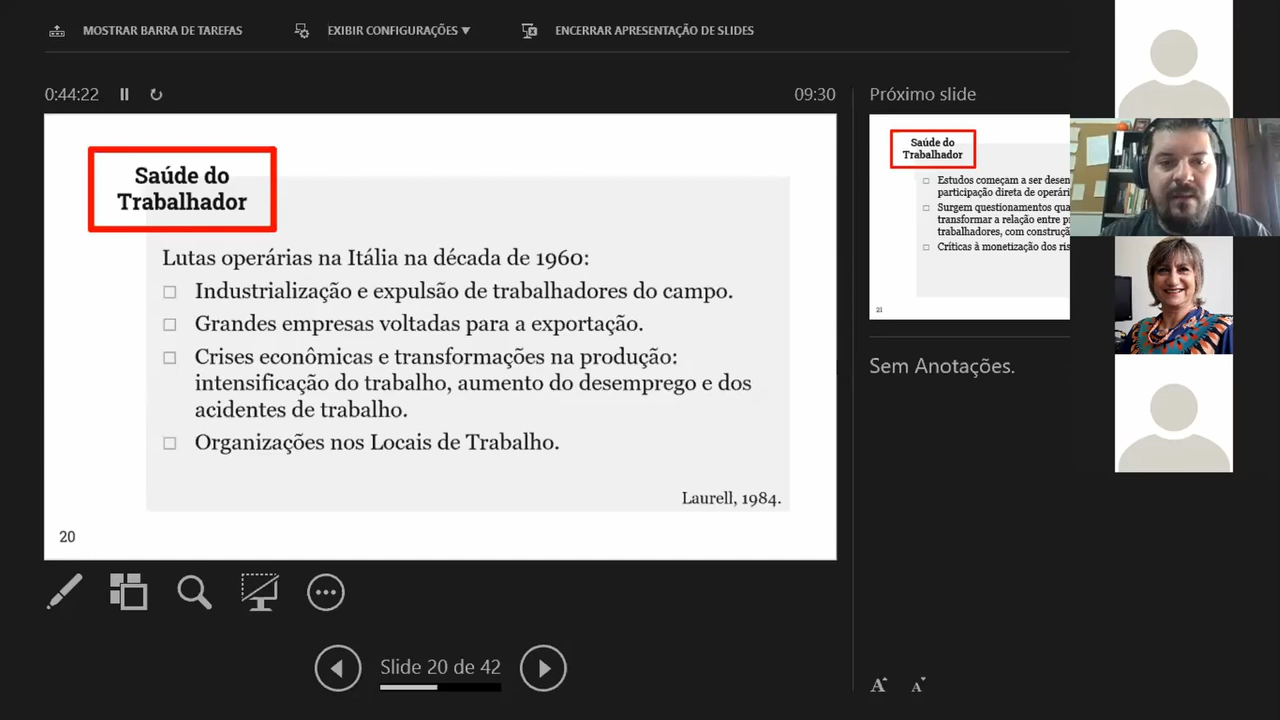 MOSTRAR BARRA DE TAREFAS
EXIBIR CONFIGURAÇÕES ▼
ENCERRAR APRESENTAÇÃO DE SLIDES
0:44:22
09:30
Saúde do
Trabalhador
Lutas operárias na Itália na década de 1960:
Industrialização e expulsão de trabalhadores do campo.
Grandes empresas voltadas para a exportação.
Crises econômicas e transformações na produção:
intensificação do trabalho, aumento do desemprego e dos
acidentes de trabalho.
Organizações nos Locais de Trabalho.
Laurell, 1984.
20
Slide 20 de 42
Próximo slide
Saúde do
Trabalhador
Estudos começam a ser desen
participação direta de operári
Surgem questionamentos qua
transformar a relação entre p
trabalhadores, com construçã
Críticas à monetização dos ris
21
Sem Anotações.
A A